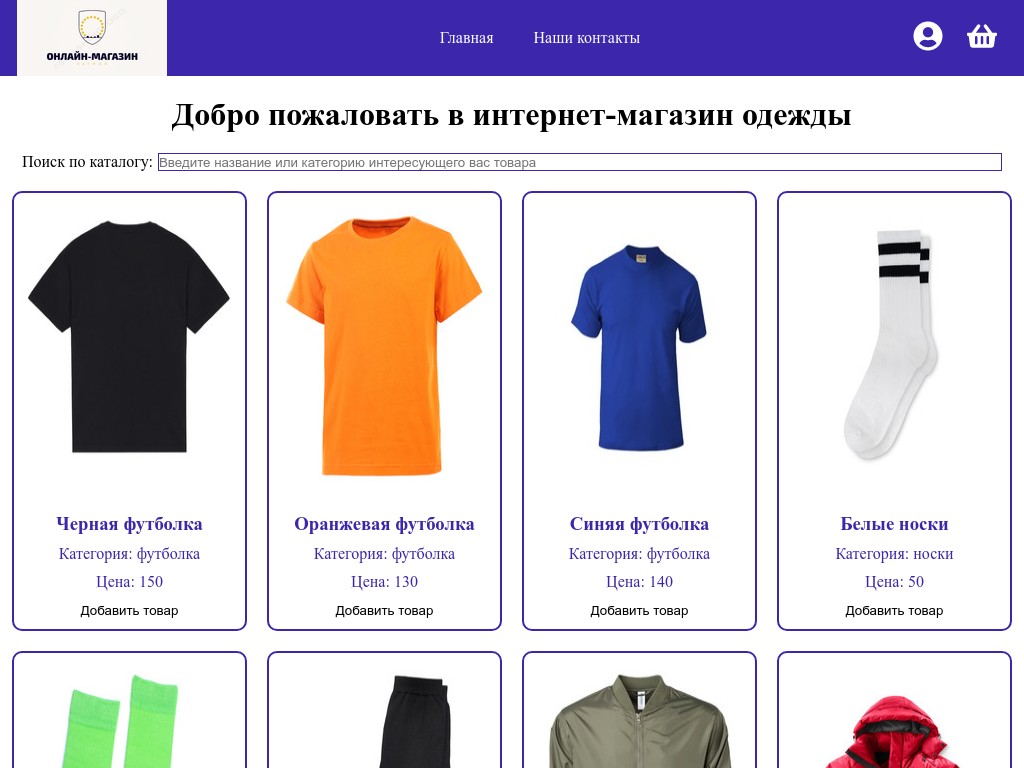 ОНЛАЙН-МАГАЗИН
Главная
Наши контакты
Добро пожаловать в интернет-магазин одежды
Поиск по каталогу: Введите название или категорию интересующего вас товара
Черная футболка
Категория: футболка
Цена: 150
Добавить товар
Оранжевая футболка
Категория: футболка
Цена: 130
Добавить товар
Синяя футболка
Категория: футболка
Цена: 140
Добавить товар
Белые носки
Категория: носки
Цена: 50
Добавить товар